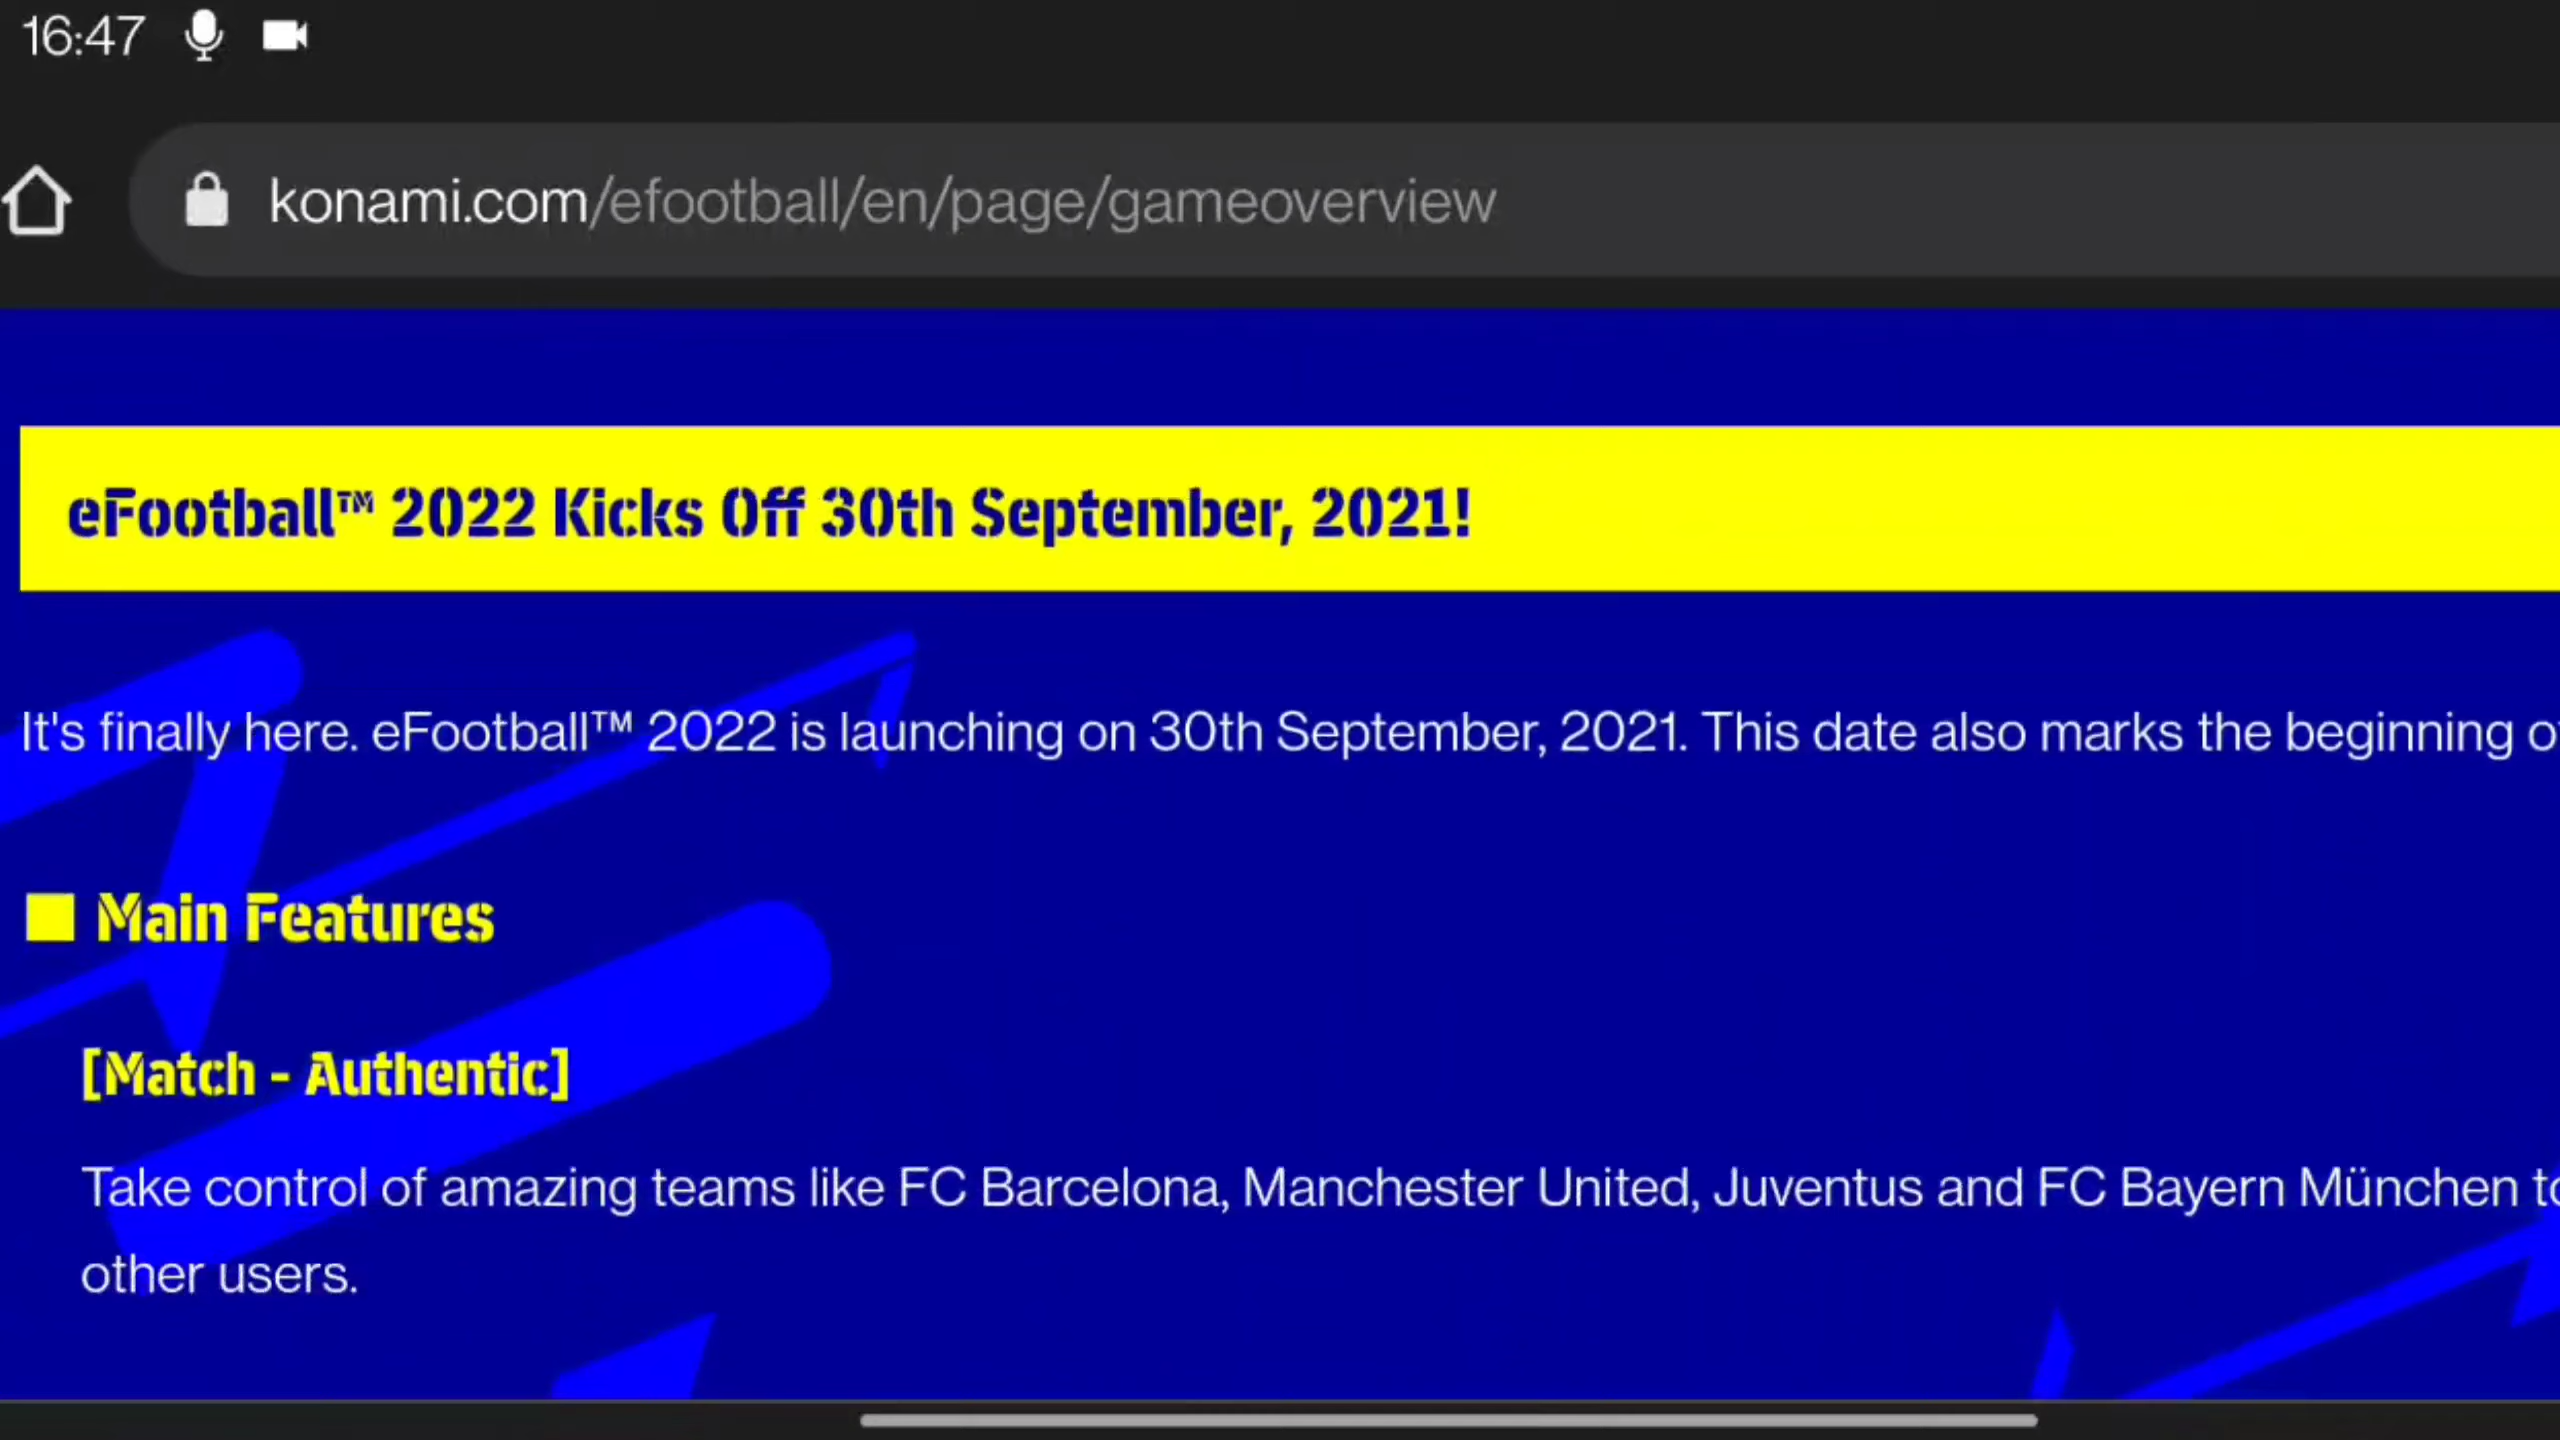 16:47
konami.com/efootball/en/page/gameoverview
eFootball™ 2022 Kicks Off 30th September, 2021!
It's finally here. eFootball™ 2022 is launching on 30th September, 2021. This date also marks the beginning
■ Main Features
[Match - Authentic]
Take control of amazing teams like FC Barcelona, Manchester United, Juventus and FC Bayern München
other users.